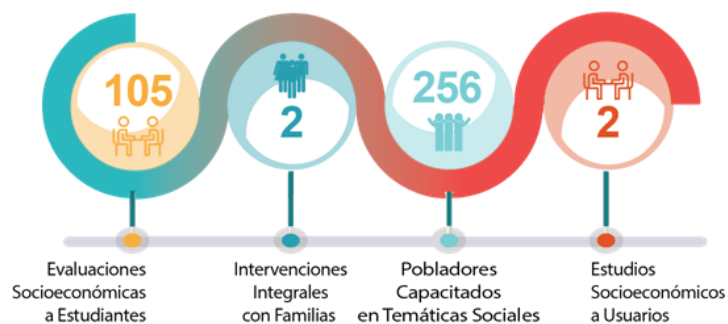 105
2
256
2
Evaluaciones
Socioeconómicas
a Estudiantes
Intervenciones
Integrales
con Familias
Pobladores
Capacitados
en Temáticas Sociales
Estudios
Socioeconómicos
a Usuarios